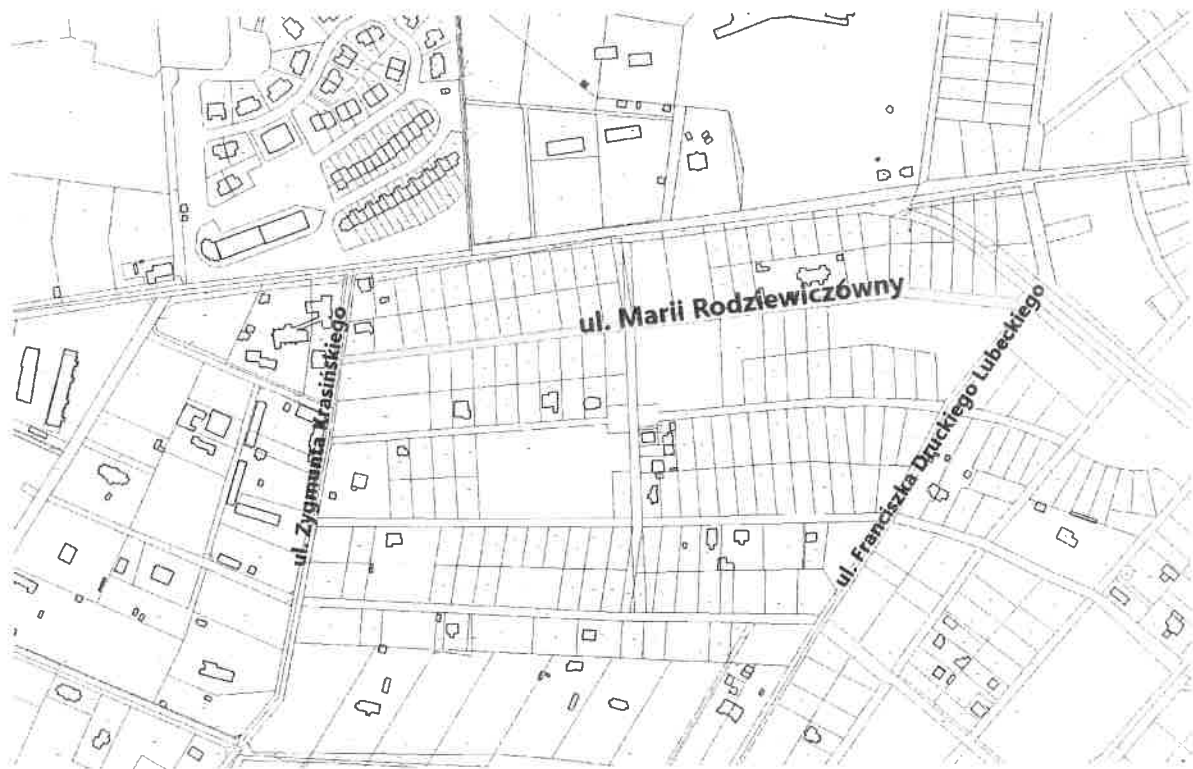 ul. Marii Rodziewiczówny
ul. Zygmunta Krasińskiego
ul. Franciszka Druckiego Lubeckiego